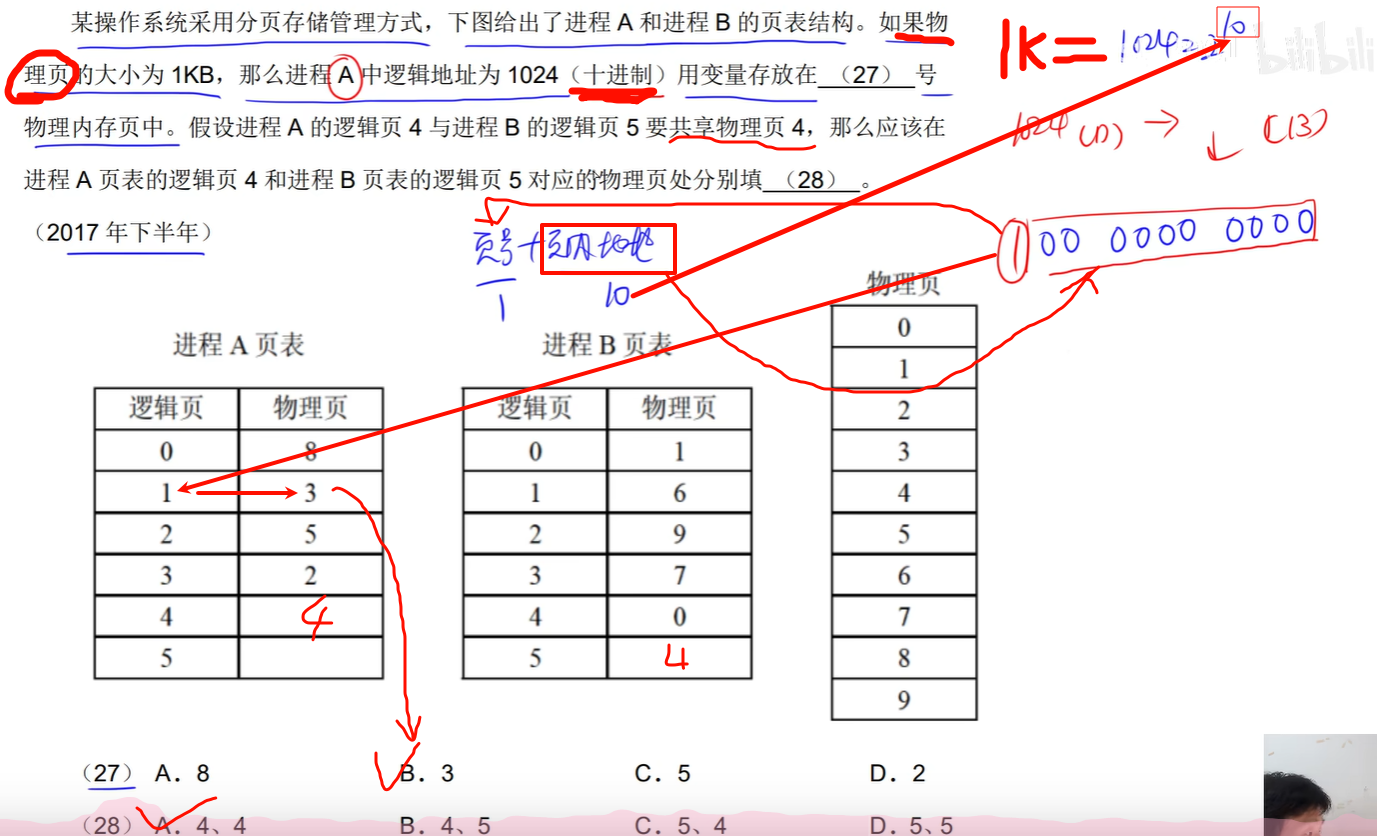 某操作系统采用分页存储管理方式，下图给出了进程 A 和进程 B 的页表结构。如果物
理页的大小为 1KB，那么进程 A 中逻辑地址为 1024（十进制）用变量存放在 （27） 号
物理内存页中。假设进程 A 的逻辑页 4 与进程 B 的逻辑页 5 要共享物理页 4，那么应该在
进程 A 页表的逻辑页 4 和进程 B 页表的逻辑页 5 对应的物理页处分别填 （28） 。
（2017 年下半年）
1K=
1024=2
10
bilibili
1024
100 0000 0000
页号+页内地址
1 10
进程 A 页表
逻辑页 物理页
0 8
1 3
2 5
3 2
4 4
5
进程 B 页表
逻辑页 物理页
0 1
1 6
2 9
3 7
4 0
5 4
物理页
0
1
2
3
4
5
6
7
8
9
（27） A．8 B．3 C．5 D．2
（28） A．4、4 B．4、5 C．5、4 D．5、5